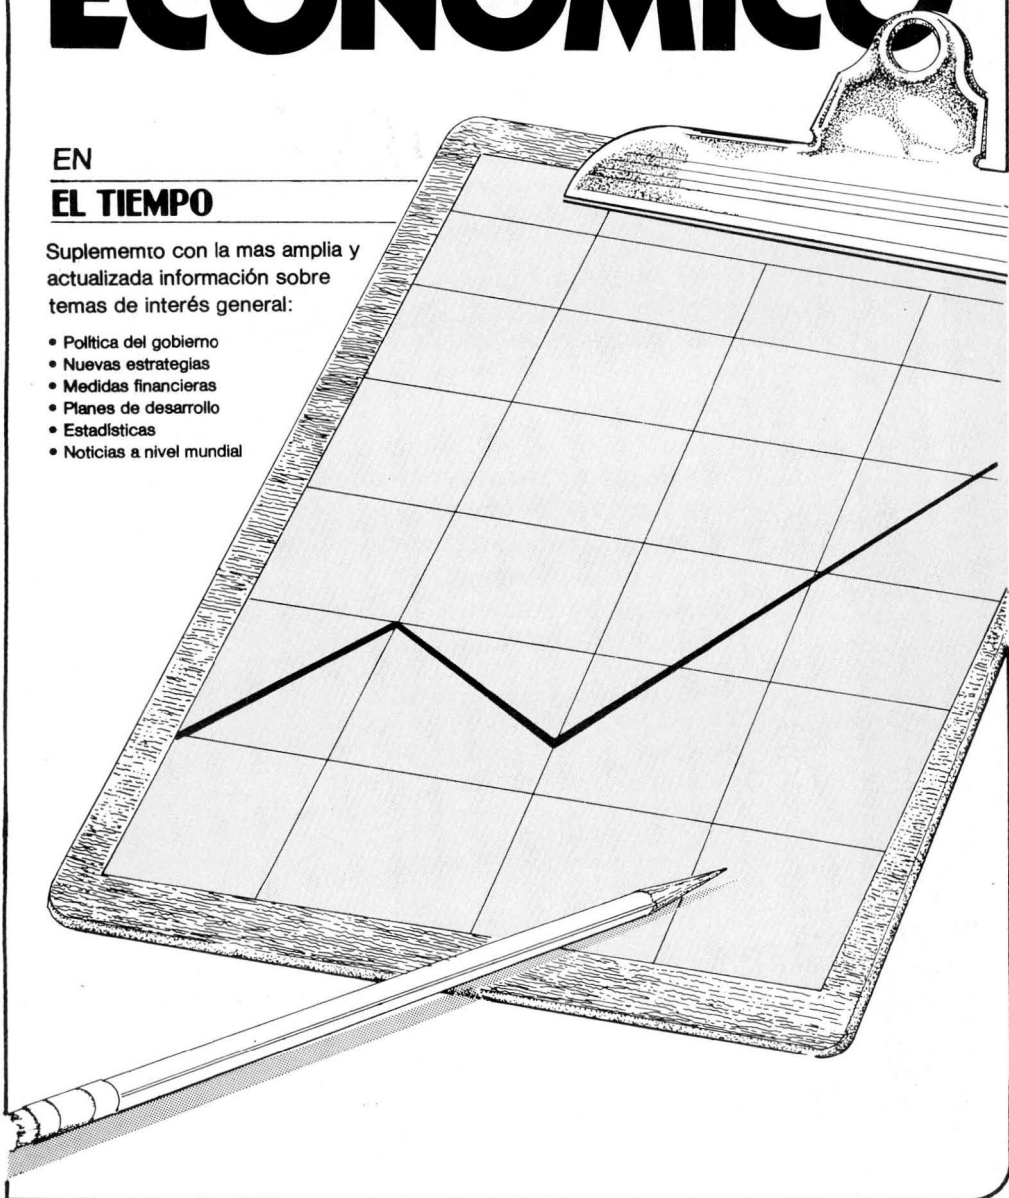 ECONOMICO
EN
EL TIEMPO
Suplememto con la mas amplia y
actualizada información sobre
temas de interés general:
• Política del gobierno
• Nuevas estrategias
• Medidas financieras
• Planes de desarrollo
• Estadísticas
• Noticias a nivel mundial